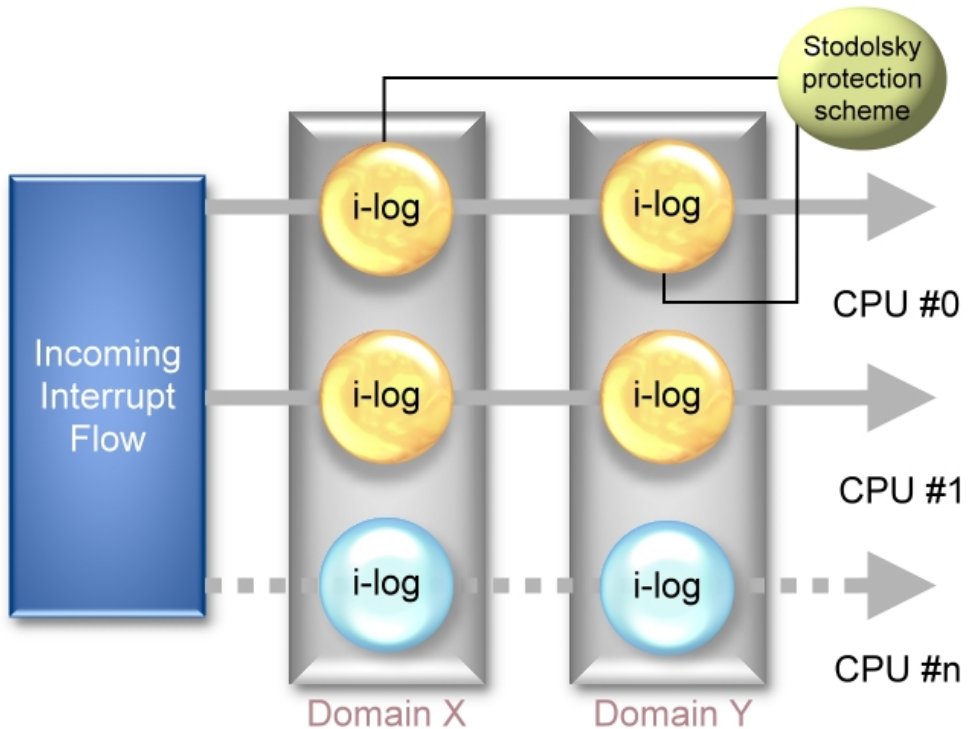 Stodolsky
protection
scheme
i-log
i-log
CPU #0
Incoming
Interrupt
Flow
i-log
i-log
CPU #1
i-log
i-log
CPU #n
Domain X
Domain Y